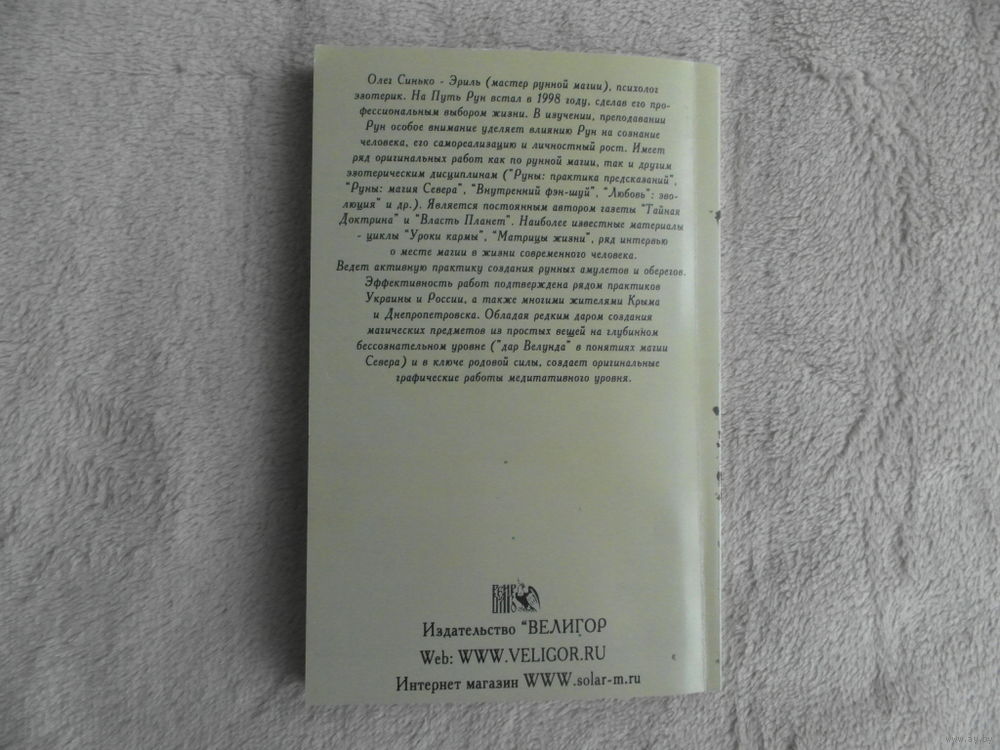 Олег Синько - Эриль (мастер рунной магии), психолог
эзотерик. На Путь Рун встал в 1998 году, сделав его про-
фессиональным выбором жизни. В изучении, преподавании
Рун особое внимание уделяет влиянию Рун на сознание
человека, его самореализацию и личностный рост. Имеет
ряд оригинальных работ как по рунной магии, так и другим
эзотерическим дисциплинам ("Руны: практика предсказаний",
"Руны: магия Севера", "Внутренний фэн-шуй", "Любовь": эво-
люция" и др.). Является постоянным автором газеты "Тайная
Доктрина" и "Власть Планет". Наиболее известные материалы
- циклы "Уроки кармы", "Матрицы жизни", ряд интервью
о месте магии в жизни современного человека.
Ведет активную практику создания рунных амулетов и оберегов.
Эффективность работ подтверждена рядом практиков
Украины и России, а также многими жителями Крыма
и Днепропетровска. Обладая редким даром создания
магических предметов из простых вещей на глубинном
бессознательном уровне ("дар Велунда" в понятиях магии
Севера) и в ключе родовой силы, создает оригинальные
графические работы медитативного уровня.
Издательство "ВЕЛИГОР
Web: WWW.VELIGOR.RU
Интернет магазин WWW.solar-m.ru
www.ay.by